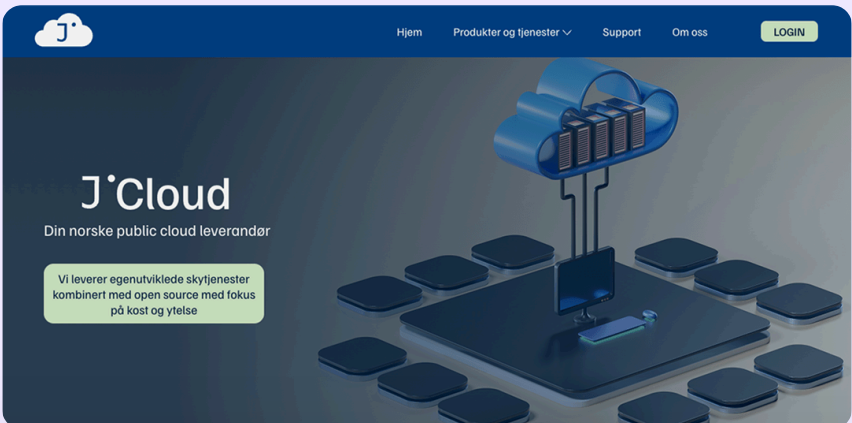 J
Hjem
Produkter og tjenester
Support
Om oss
LOGIN
J Cloud
Din norske public cloud leverandør
Vi leverer egenutviklede skytjenester
kombinert med open source med fokus
på kost og ytelse